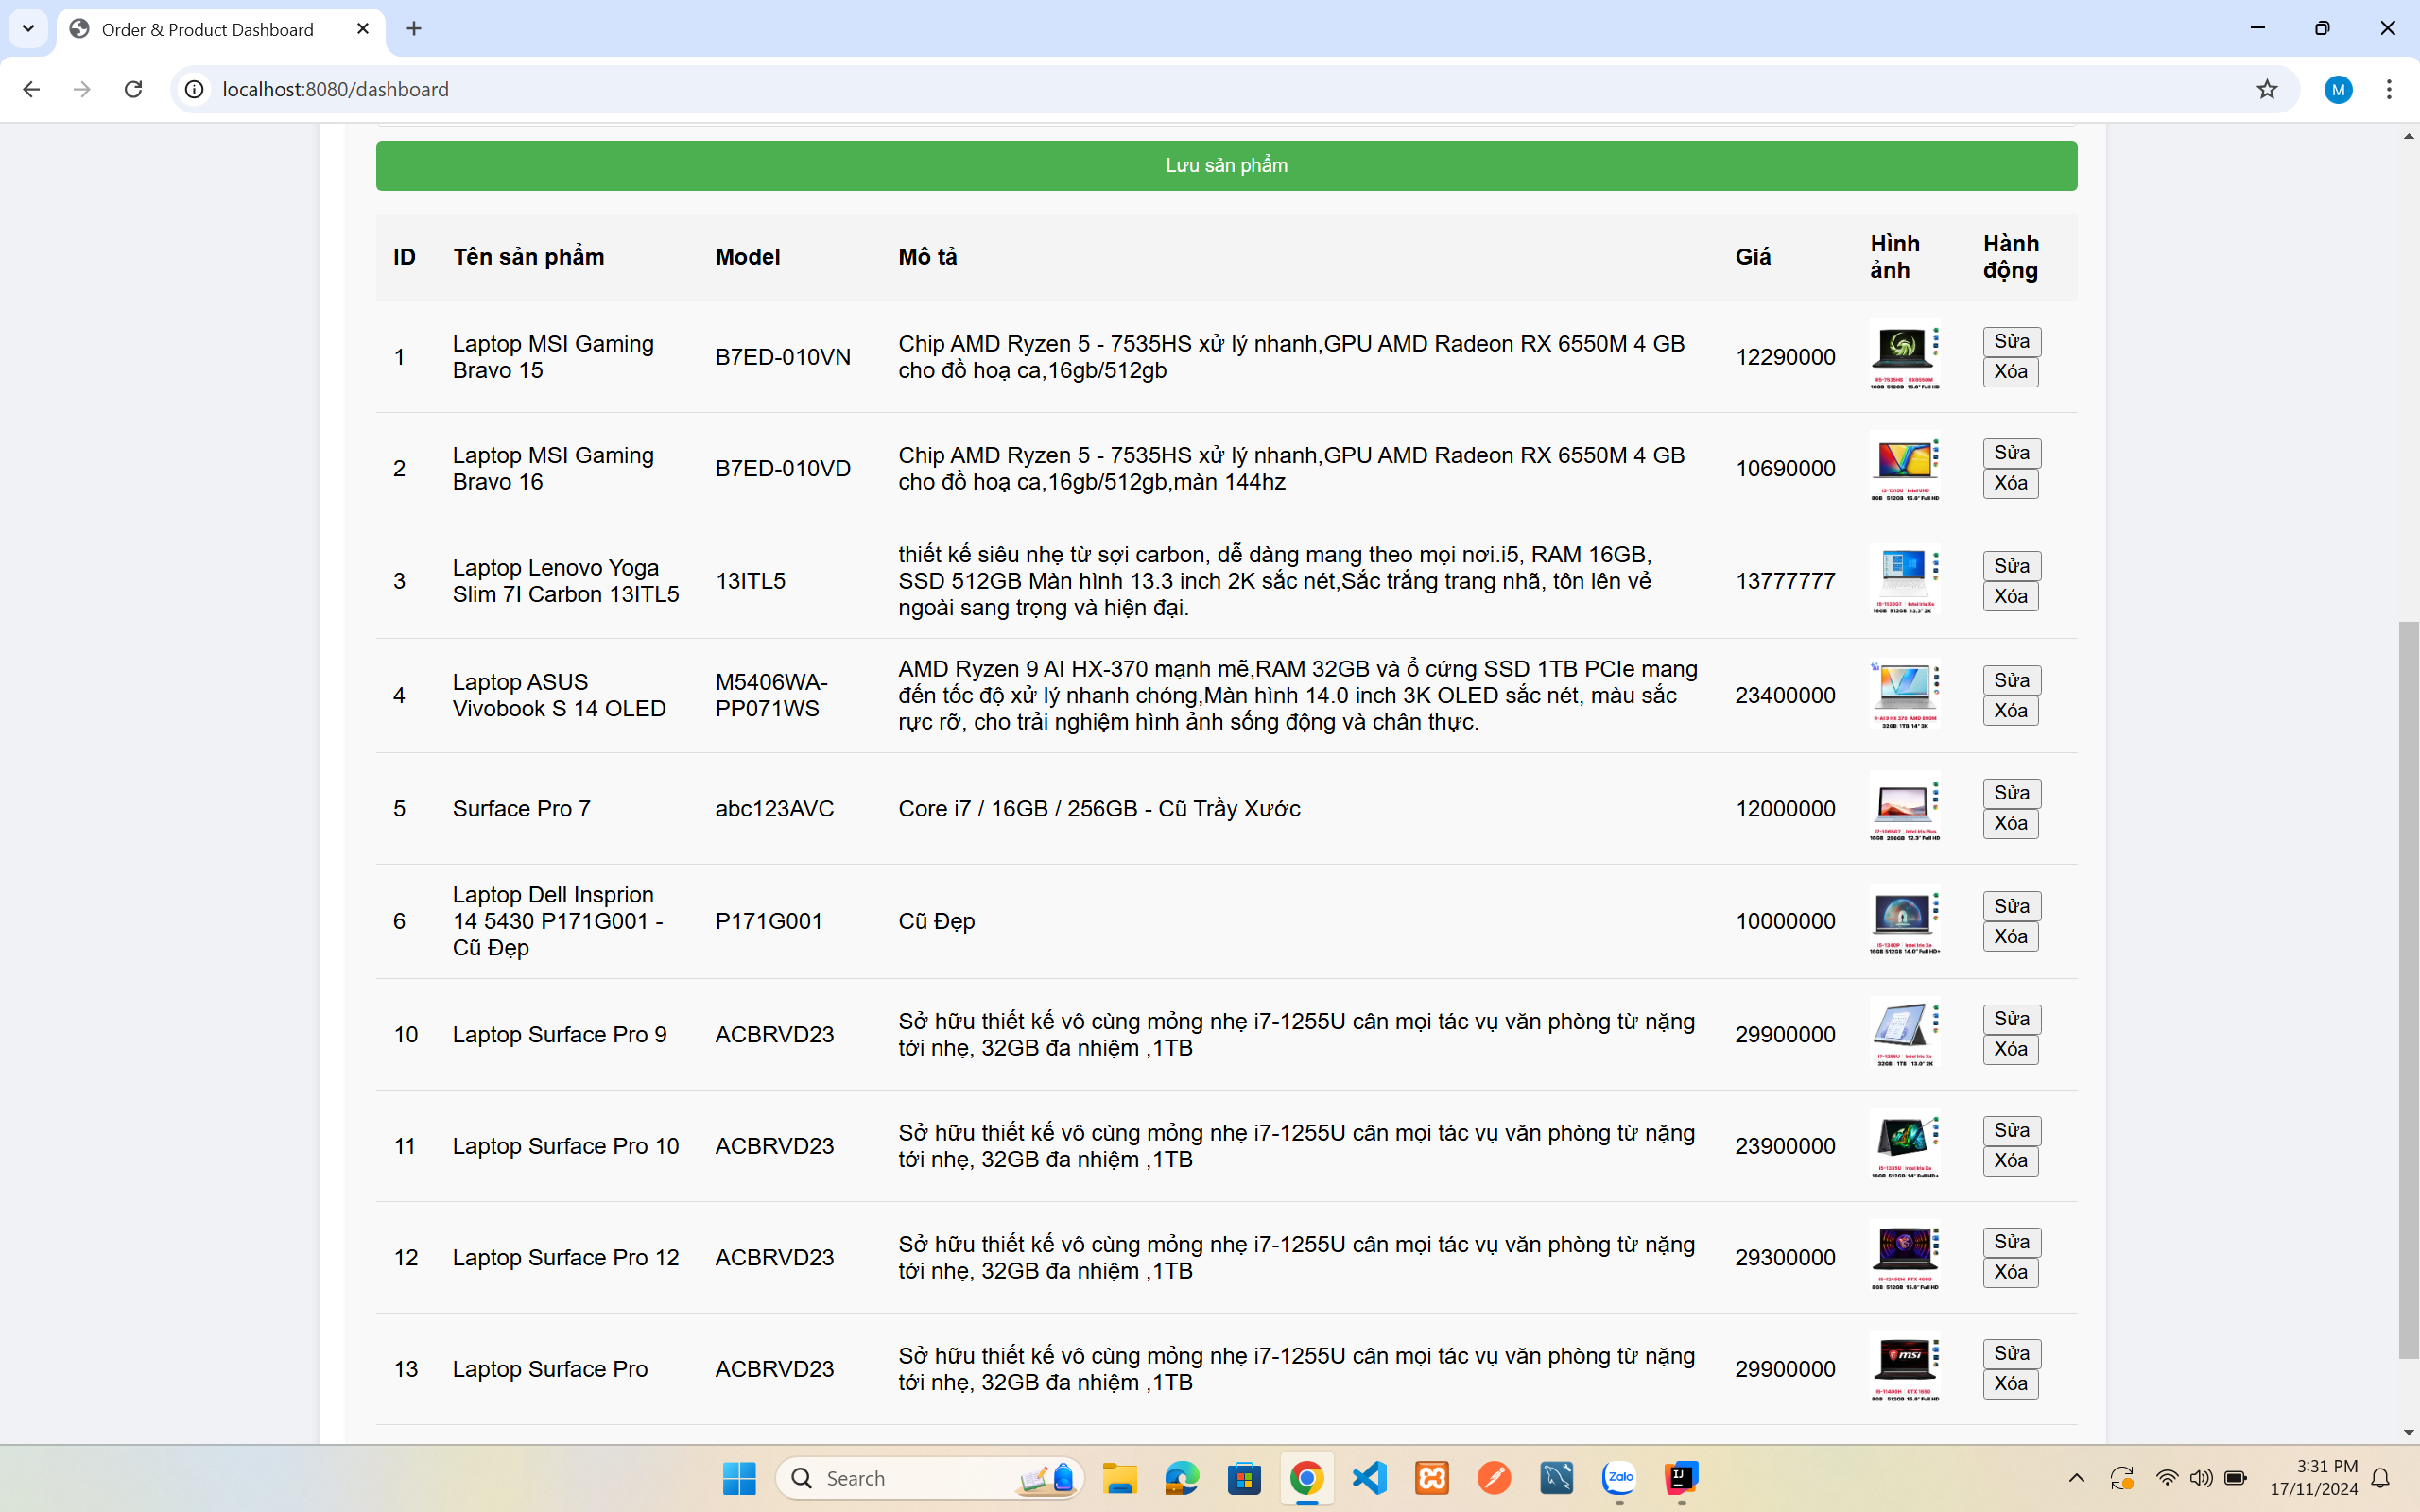 Order & Product Dashboard
localhost:8080/dashboard
M
Lưu sản phẩm
ID Tên sản phẩm Model Mô tả Giá Hình ảnh Hành động
1 Laptop MSI Gaming Bravo 15 B7ED-010VN Chip AMD Ryzen 5 - 7535HS xử lý nhanh,GPU AMD Radeon RX 6550M 4 GB cho đồ hoạ ca,16gb/512gb 12290000 Sửa Xóa
2 Laptop MSI Gaming Bravo 16 B7ED-010VD Chip AMD Ryzen 5 - 7535HS xử lý nhanh,GPU AMD Radeon RX 6550M 4 GB cho đồ hoạ ca,16gb/512gb,màn 144hz 10690000 Sửa Xóa
3 Laptop Lenovo Yoga Slim 7I Carbon 13ITL5 13ITL5 thiết kế siêu nhẹ từ sợi carbon, dễ dàng mang theo mọi nơi.i5, RAM 16GB, SSD 512GB Màn hình 13.3 inch 2K sắc nét,Sắc trắng trang nhã, tôn lên vẻ ngoài sang trọng và hiện đại. 13777777 Sửa Xóa
4 Laptop ASUS Vivobook S 14 OLED M5406WA-PP071WS AMD Ryzen 9 AI HX-370 mạnh mẽ,RAM 32GB và ổ cứng SSD 1TB PCIe mang đến tốc độ xử lý nhanh chóng,Màn hình 14.0 inch 3K OLED sắc nét, màu sắc rực rỡ, cho trải nghiệm hình ảnh sống động và chân thực. 23400000 Sửa Xóa
5 Surface Pro 7 abc123AVC Core i7 / 16GB / 256GB - Cũ Trầy Xước 12000000 Sửa Xóa
6 Laptop Dell Insprion 14 5430 P171G001 - Cũ Đẹp P171G001 Cũ Đẹp 10000000 Sửa Xóa
10 Laptop Surface Pro 9 ACBRVD23 Sở hữu thiết kế vô cùng mỏng nhẹ i7-1255U cân mọi tác vụ văn phòng từ nặng tới nhẹ, 32GB đa nhiệm ,1TB 29900000 Sửa Xóa
11 Laptop Surface Pro 10 ACBRVD23 Sở hữu thiết kế vô cùng mỏng nhẹ i7-1255U cân mọi tác vụ văn phòng từ nặng tới nhẹ, 32GB đa nhiệm ,1TB 23900000 Sửa Xóa
12 Laptop Surface Pro 12 ACBRVD23 Sở hữu thiết kế vô cùng mỏng nhẹ i7-1255U cân mọi tác vụ văn phòng từ nặng tới nhẹ, 32GB đa nhiệm ,1TB 29300000 Sửa Xóa
13 Laptop Surface Pro ACBRVD23 Sở hữu thiết kế vô cùng mỏng nhẹ i7-1255U cân mọi tác vụ văn phòng từ nặng tới nhẹ, 32GB đa nhiệm ,1TB 29900000 Sửa Xóa
Search
Zalo
IJ
3:31 PM
17/11/2024